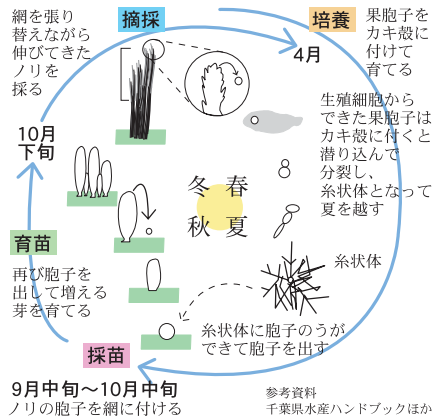 網を張り
替えながら
伸びてきた
ノリを
採る
摘採
培養
果胞子を
カキ殻に
付けて
育てる
4月
生殖細胞から
できた果胞子は
カキ殻に付くと
潜り込んで
分裂し、
糸状体となって
夏を越す
10月
下旬
冬 春
秋 夏
育苗
再び胞子を
出して増える
芽を育てる
糸状体
糸状体に胞子のうが
できて胞子を出す
採苗
9月中旬〜10月中旬
ノリの胞子を網に付ける
参考資料
千葉県水産ハンドブックほか